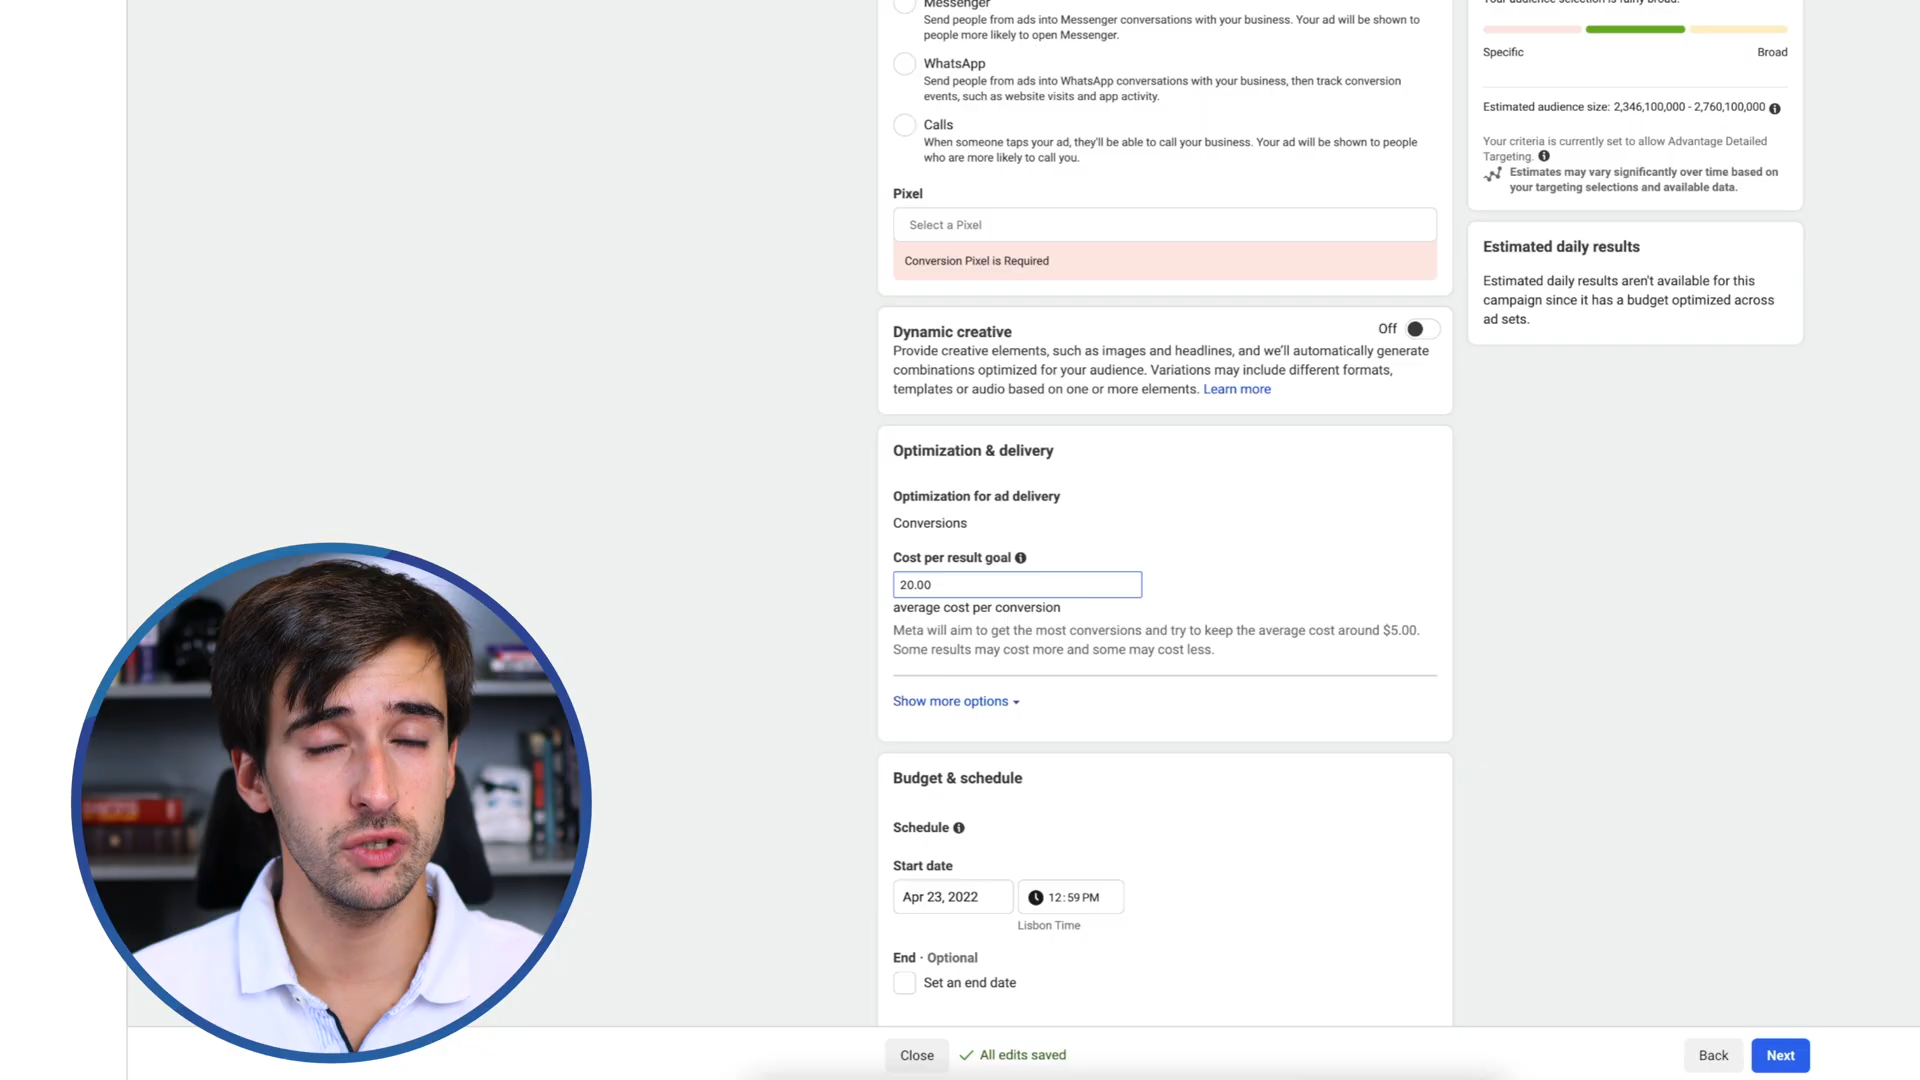 Messenger
Send people from ads into Messenger conversations with your business. Your ad will be shown to
people more likely to open Messenger.
WhatsApp
Send people from ads into WhatsApp conversations with your business, then track conversion
events, such as website visits and app activity.
Calls
When someone taps your ad, they'll be able to call your business. Your ad will be shown to people
who are more likely to call you.
Pixel
Select a Pixel
Conversion Pixel is Required
Dynamic creative
Off
Provide creative elements, such as images and headlines, and we'll automatically generate
combinations optimized for your audience. Variations may include different formats,
templates or audio based on one or more elements. Learn more
Optimization & delivery
Optimization for ad delivery
Conversions
Cost per result goal
20.00
average cost per conversion
Meta will aim to get the most conversions and try to keep the average cost around $5.00.
Some results may cost more and some may cost less.
Show more options
Budget & schedule
Schedule
Start date
Apr 23, 2022
12:59 PM
Lisbon Time
End · Optional
Set an end date
Close
All edits saved
Back
Next
Your audience selection is fairly broad.
Specific
Broad
Estimated audience size: 2,346,100,000 - 2,760,100,000
Your criteria is currently set to allow Advantage Detailed
Targeting.
Estimates may vary significantly over time based on
your targeting selections and available data.
Estimated daily results
Estimated daily results aren't available for this
campaign since it has a budget optimized across
ad sets.